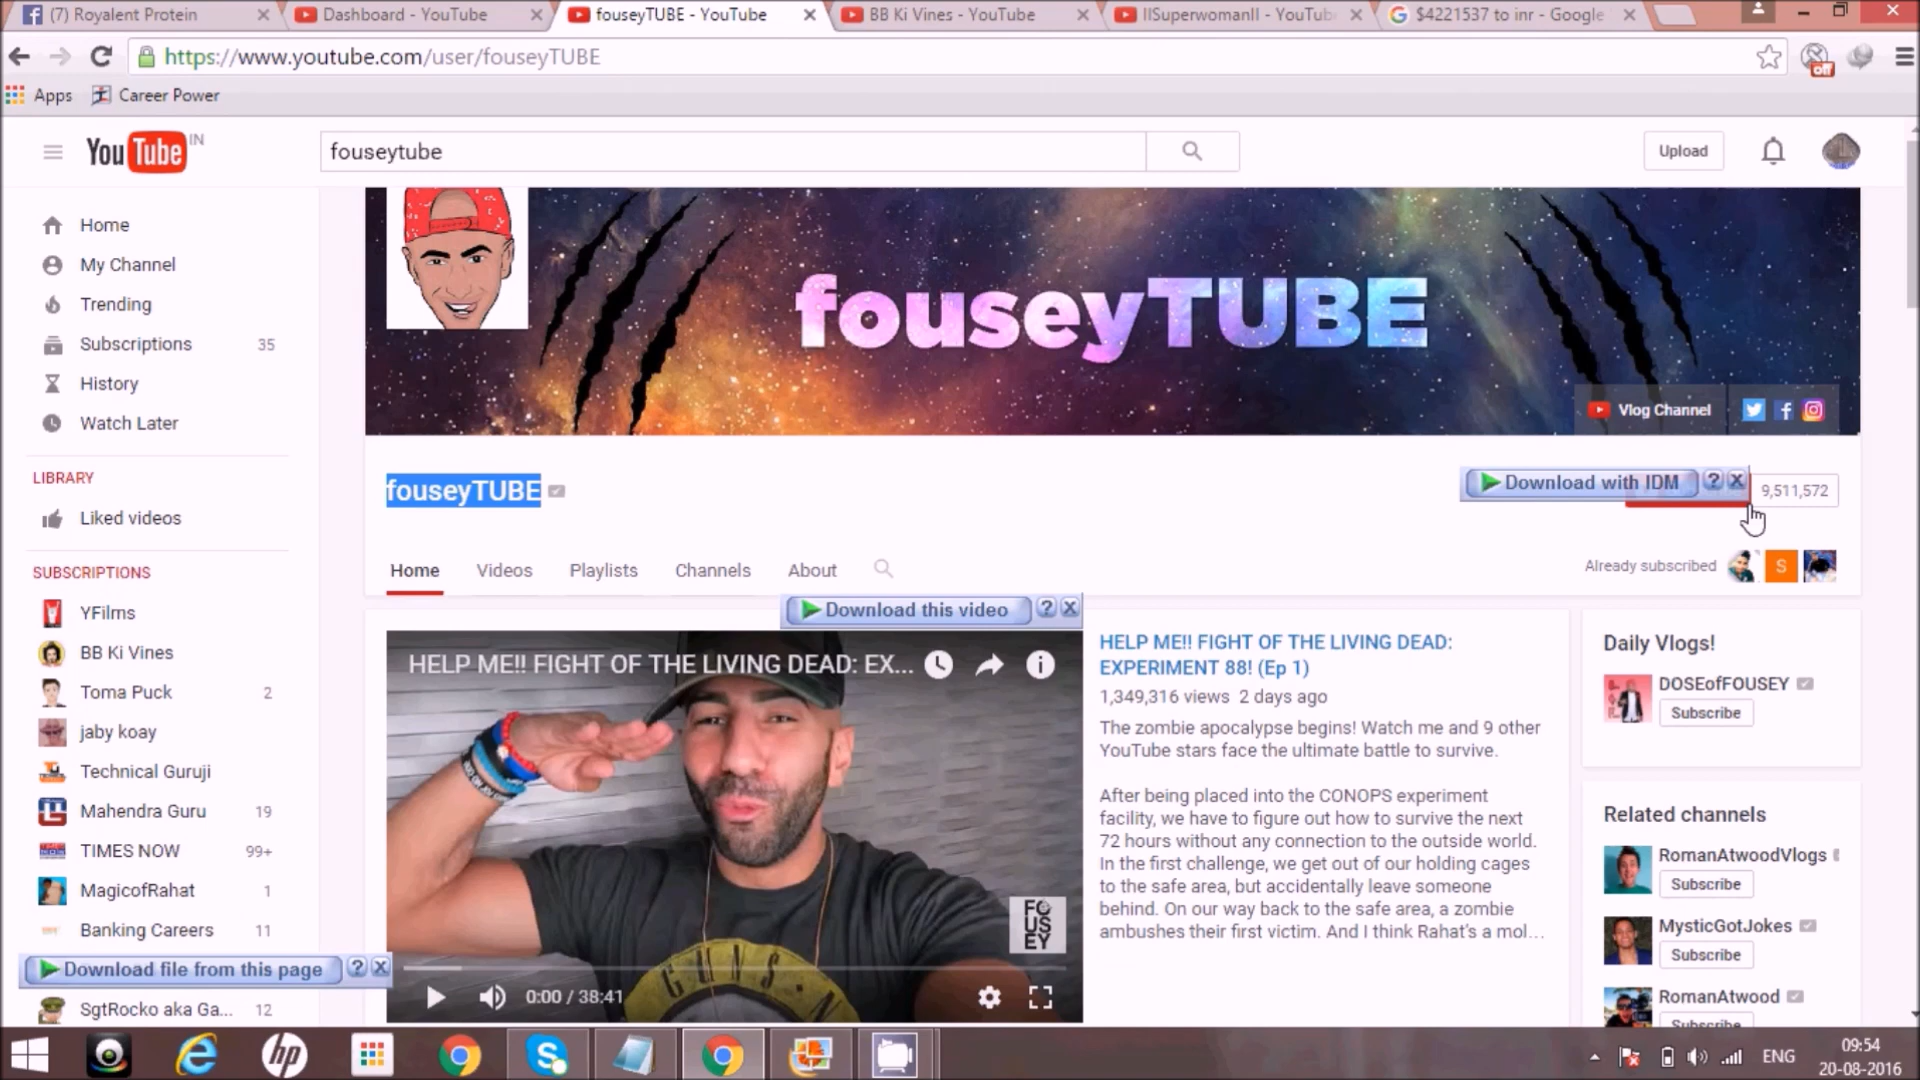 (7) Royalent Protein
Dashboard - YouTube
fouseyTUBE - YouTube
BB Ki Vines - YouTube
IISuperwomanII - YouTub
$4221537 to inr - Google
https://www.youtube.com/user/fouseyTUBE
off
Apps
Career Power
YouTube IN
fouseytube
Upload
Home
My Channel
Trending
Subscriptions 35
History
Watch Later
LIBRARY
Liked videos
SUBSCRIPTIONS
YFilms
BB Ki Vines
Toma Puck 2
jaby koay
Technical Guruji
Mahendra Guru 19
TIMES NOW 99+
MagicofRahat 1
Banking Careers 11
Download file from this page ? X
SgtRocko aka Ga... 12
fouseyTUBE
Vlog Channel
fouseyTUBE
Download with IDM ? X
9,511,572
Home
Videos
Playlists
Channels
About
Already subscribed
S
Download this video ? X
HELP ME!! FIGHT OF THE LIVING DEAD: EX...
FOUSEY
GUNS N
0:00 / 38:41
HELP ME!! FIGHT OF THE LIVING DEAD:
EXPERIMENT 88! (Ep 1)
1,349,316 views 2 days ago
The zombie apocalypse begins! Watch me and 9 other
YouTube stars face the ultimate battle to survive.
After being placed into the CONOPS experiment
facility, we have to figure out how to survive the next
72 hours without any connection to the outside world.
In the first challenge, we get out of our holding cages
to the safe area, but accidentally leave someone
behind. On our way back to the safe area, a zombie
ambushes their first victim. And I think Rahat's a mol...
Daily Vlogs!
DOSEofFOUSEY
Subscribe
Related channels
RomanAtwoodVlogs
Subscribe
MysticGotJokes
Subscribe
RomanAtwood
Subscribe
hp
ENG
09:54
20-08-2016